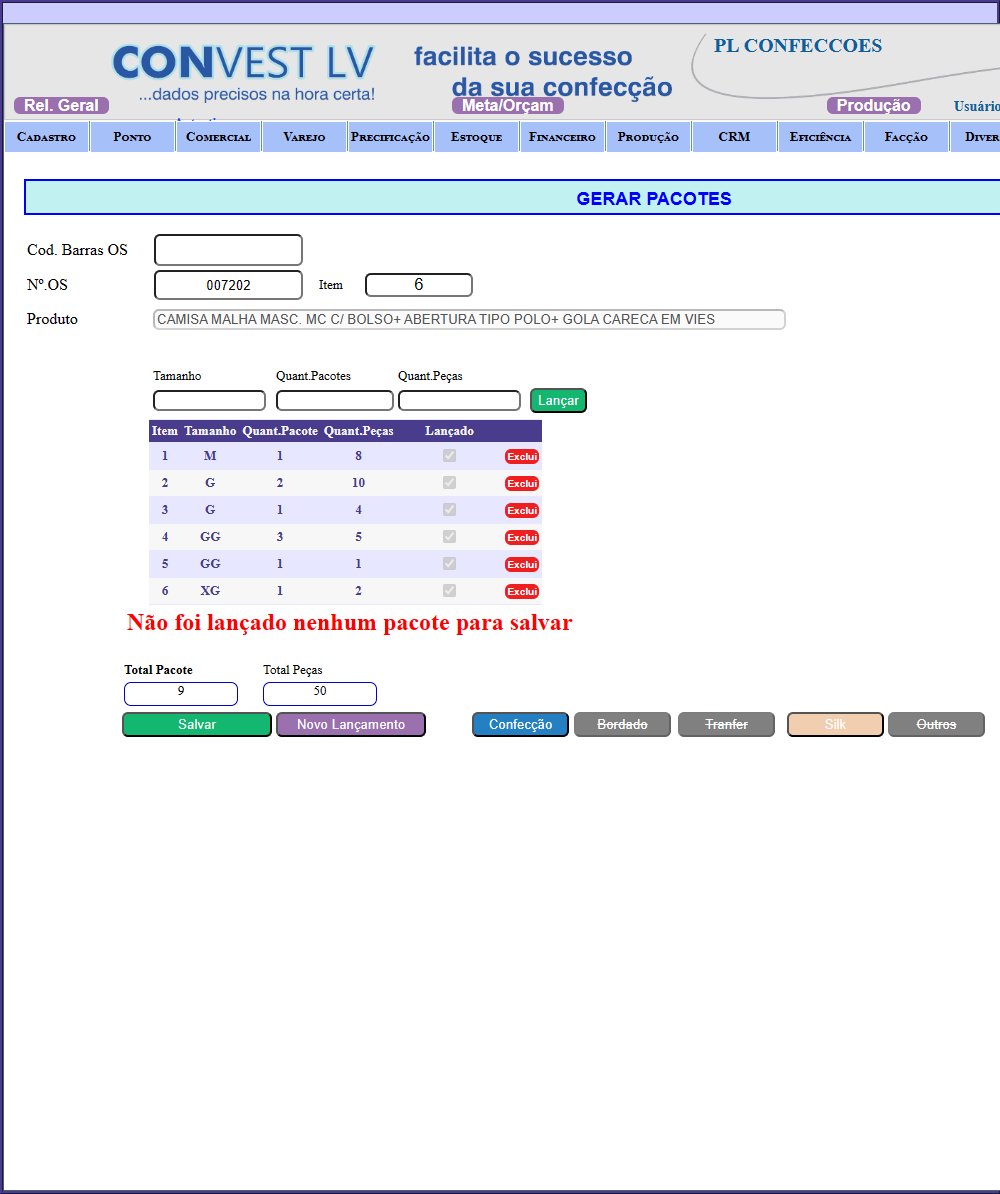 CONVEST LV
...dados precisos na hora certa!
facilita o sucesso
da sua confecção
PL CONFECCOES
Rel. Geral
Meta/Orçam
Produção
Usuário
CADASTRO PONTO COMERCIAL VAREJO PRECIFICAÇÃO ESTOQUE FINANCEIRO PRODUÇÃO CRM EFICIÊNCIA FACÇÃO DIVER
GERAR PACOTES
Cod. Barras OS
Nº.OS 007202 Item 6
Produto CAMISA MALHA MASC. MC C/ BOLSO+ ABERTURA TIPO POLO+ GOLA CARECA EM VIES
Tamanho Quant.Pacotes Quant.Peças
Lançar
Item Tamanho Quant.Pacote Quant.Peças Lançado
1 M 1 8 Exclui
2 G 2 10 Exclui
3 G 1 4 Exclui
4 GG 3 5 Exclui
5 GG 1 1 Exclui
6 XG 1 2 Exclui
Não foi lançado nenhum pacote para salvar
Total Pacote Total Peças
9 50
Salvar Novo Lançamento Confecção Bordado Tranfer Silk Outros